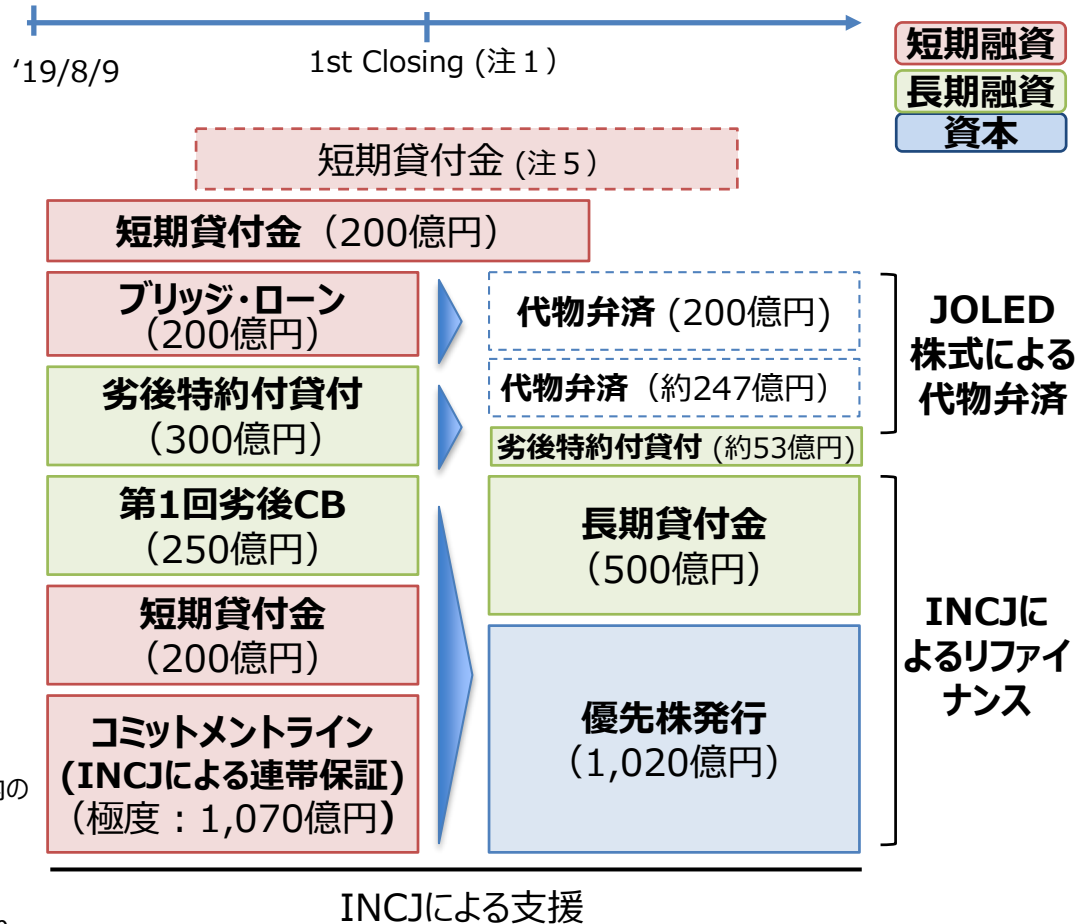 ‘19/8/9
1st Closing (注１)
短期融資
長期融資
資本
短期貸付金 (注５)
短期貸付金（200億円）
ブリッジ・ローン
（200億円）
代物弁済 (200億円)
JOLED
株式による
代物弁済
劣後特約付貸付
（300億円）
代物弁済（約247億円）
劣後特約付貸付 (約53億円)
第1回劣後CB
（250億円）
長期貸付金
（500億円）
短期貸付金
（200億円）
INCJに
よるリファイ
ナンス
コミットメントライン
(INCJによる連帯保証)
（極度：1,070億円)
優先株発行
（1,020億円）
の
INCJによる支援